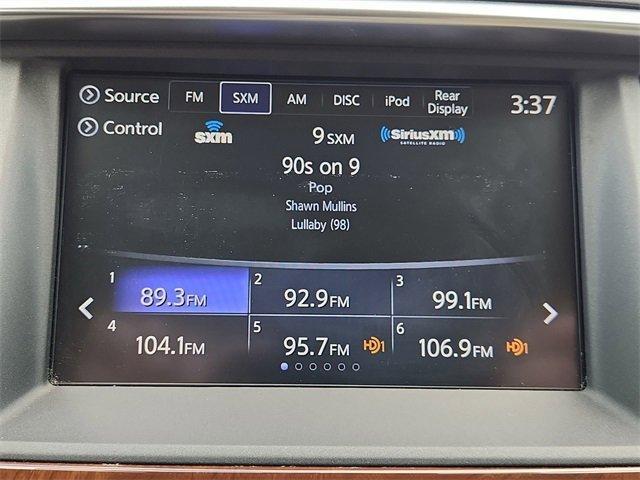 Source FM SXM AM DISC iPod Rear Display 3:37
Control sxm 9 SXM ((SiriusXM))
SATELLITE RADIO
90s on 9
Pop
Shawn Mullins
Lullaby (98)
1 89.3FM 2 92.9FM 3 99.1FM
4 104.1FM 5 95.7FM HD1 6 106.9FM HD1